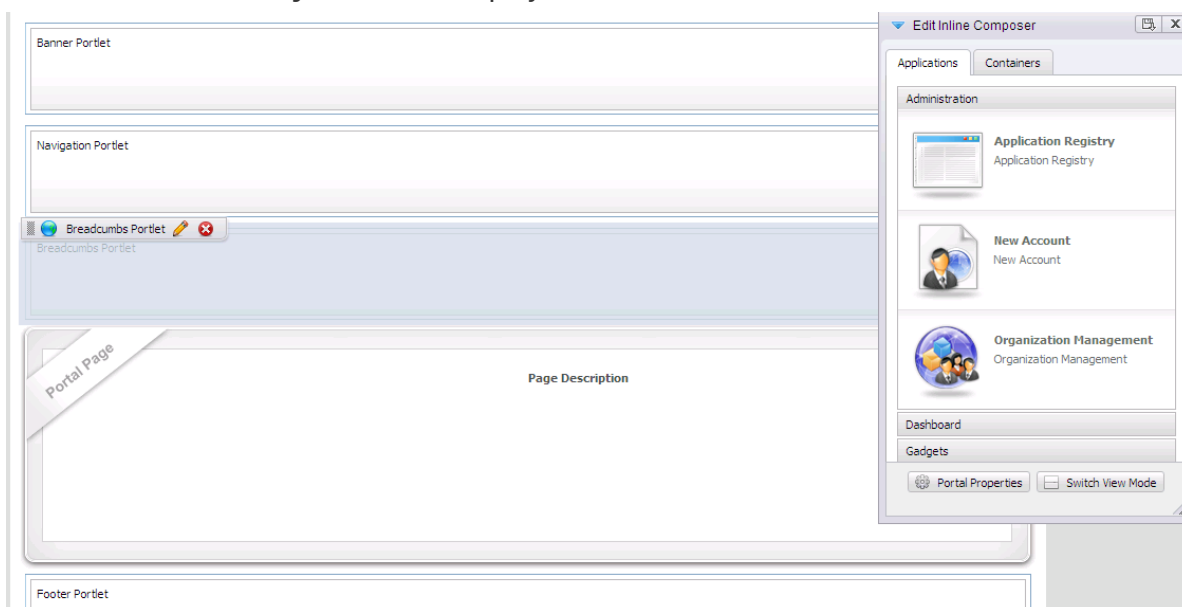 Banner Portlet
Navigation Portlet
Breadcumbs Portlet
Breadcumbs Portlet
Portal Page
Page Description
Footer Portlet
Edit Inline Composer
X
Applications Containers
Administration
Application Registry
Application Registry
New Account
New Account
Organization Management
Organization Management
Dashboard
Gadgets
Portal Properties Switch View Mode